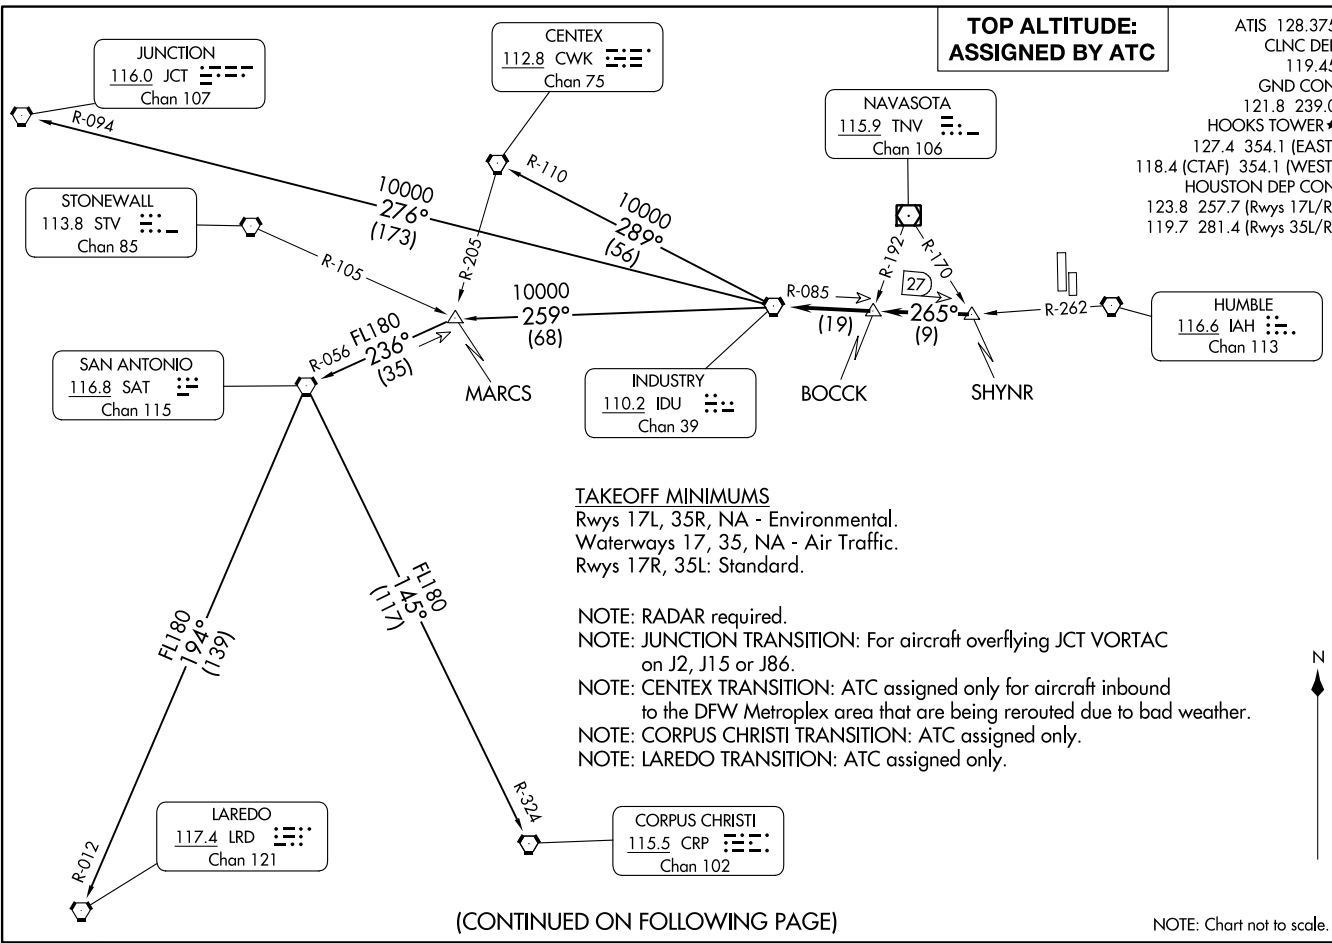 TOP ALTITUDE:
ASSIGNED BY ATC
ATIS 128.375
CLNC DEL
119.45
GND CON
121.8 239.0
HOOKS TOWER★
127.4 354.1 (EAST)
118.4 (CTAF) 354.1 (WEST)
HOUSTON DEP CON
123.8 257.7 (Rwys 17L/R)
119.7 281.4 (Rwys 35L/R)
JUNCTION
116.0 JCT
Chan 107
CENTEX
112.8 CWK
Chan 75
NAVASOTA
115.9 TNV
Chan 106
STONEWALL
113.8 STV
Chan 85
SAN ANTONIO
116.8 SAT
Chan 115
INDUSTRY
110.2 IDU
Chan 39
HUMBLE
116.6 IAH
Chan 113
LAREDO
117.4 LRD
Chan 121
CORPUS CHRISTI
115.5 CRP
Chan 102
R-094
10000
276°
(173)
R-110
10000
289°
(56)
R-205
R-105
10000
259°
(68)
R-056
FL180
236°
(35)
MARCS
R-085
(19)
R-192
R-170
27
265°
(9)
R-262
BOCCK
SHYNR
FL180
194°
(139)
R-012
FL180
145°
(117)
R-324
TAKEOFF MINIMUMS
Rwys 17L, 35R, NA - Environmental.
Waterways 17, 35, NA - Air Traffic.
Rwys 17R, 35L: Standard.
NOTE: RADAR required.
NOTE: JUNCTION TRANSITION: For aircraft overflying JCT VORTAC
on J2, J15 or J86.
NOTE: CENTEX TRANSITION: ATC assigned only for aircraft inbound
to the DFW Metroplex area that are being rerouted due to bad weather.
NOTE: CORPUS CHRISTI TRANSITION: ATC assigned only.
NOTE: LAREDO TRANSITION: ATC assigned only.
N
(CONTINUED ON FOLLOWING PAGE)
NOTE: Chart not to scale.